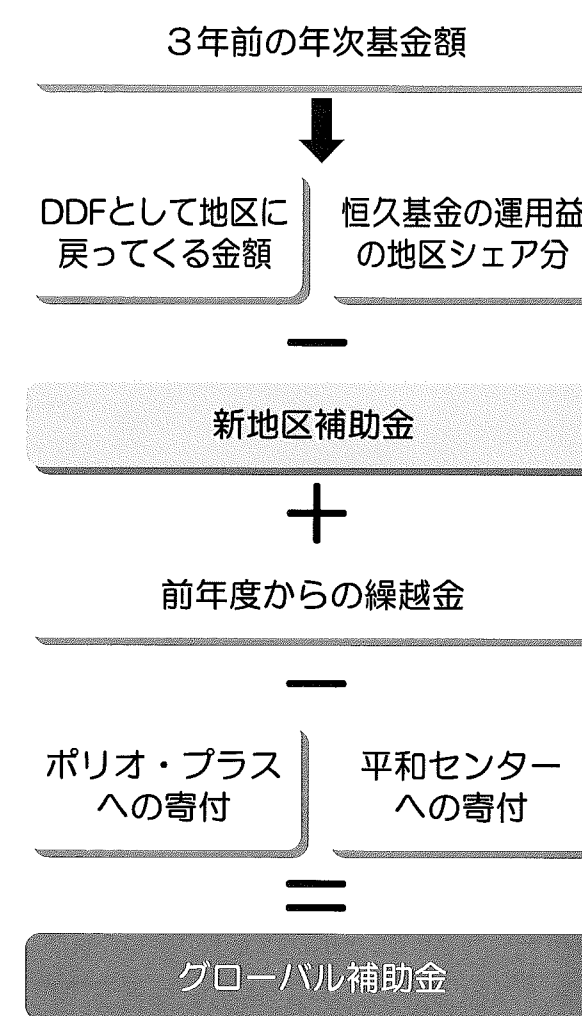 3年前の年次基金額
DDFとして地区に
戻ってくる金額
恒久基金の運用益
の地区シェア分
−
新地区補助金
＋
前年度からの繰越金
−
ポリオ・プラス
への寄付
平和センター
への寄付
＝
グローバル補助金